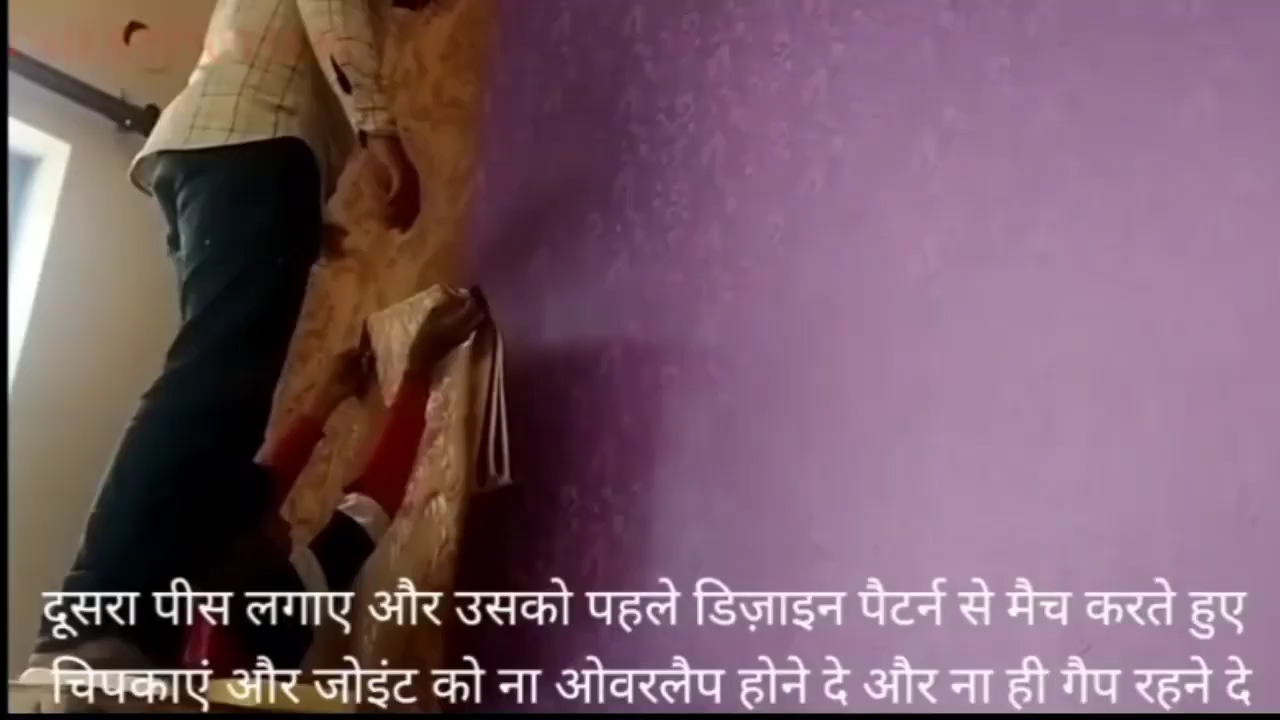 दूसरा पीस लगाए और उसको पहले डिज़ाइन पैटर्न से मैच करते हुए
चिपकाएं और जोइंट को ना ओवरलैप होने दे और ना ही गैप रहने दे